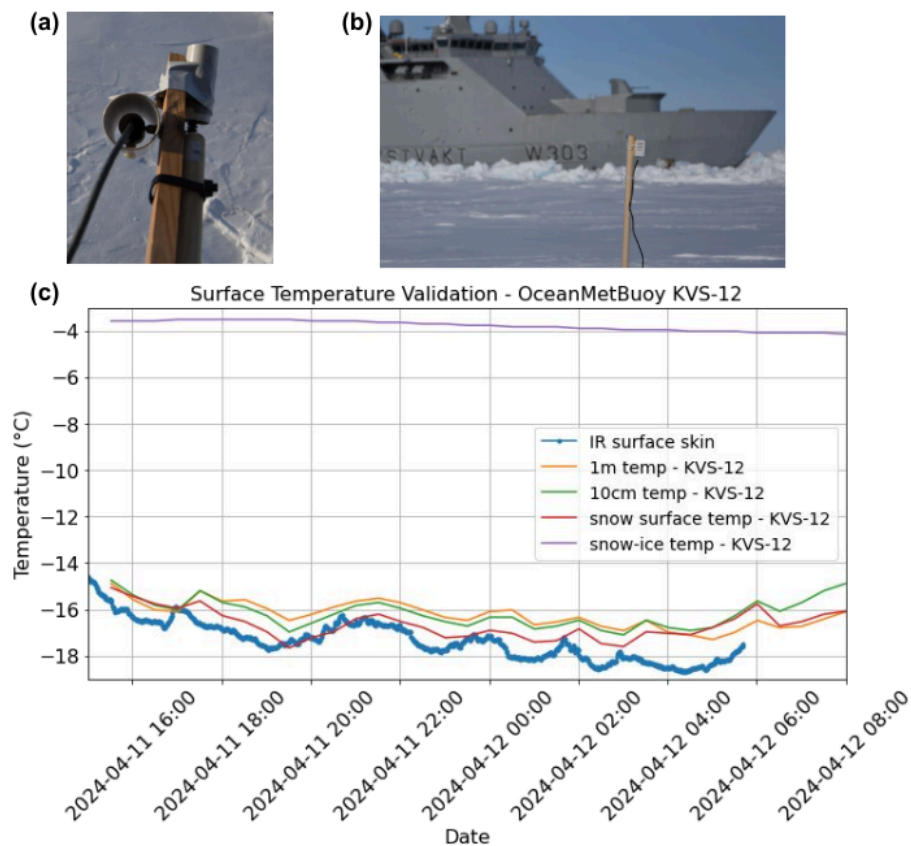 (a)
(b)
STVAKT W303
(c)
Surface Temperature Validation - OceanMetBuoy KVS-12
Temperature (°C)
−4
−6
−8
−10
−12
−14
−16
−18
IR surface skin
1m temp - KVS-12
10cm temp - KVS-12
snow surface temp - KVS-12
snow-ice temp - KVS-12
2024-04-11 16:00
2024-04-11 18:00
2024-04-11 20:00
2024-04-11 22:00
2024-04-12 00:00
2024-04-12 02:00
2024-04-12 04:00
2024-04-12 06:00
2024-04-12 08:00
Date